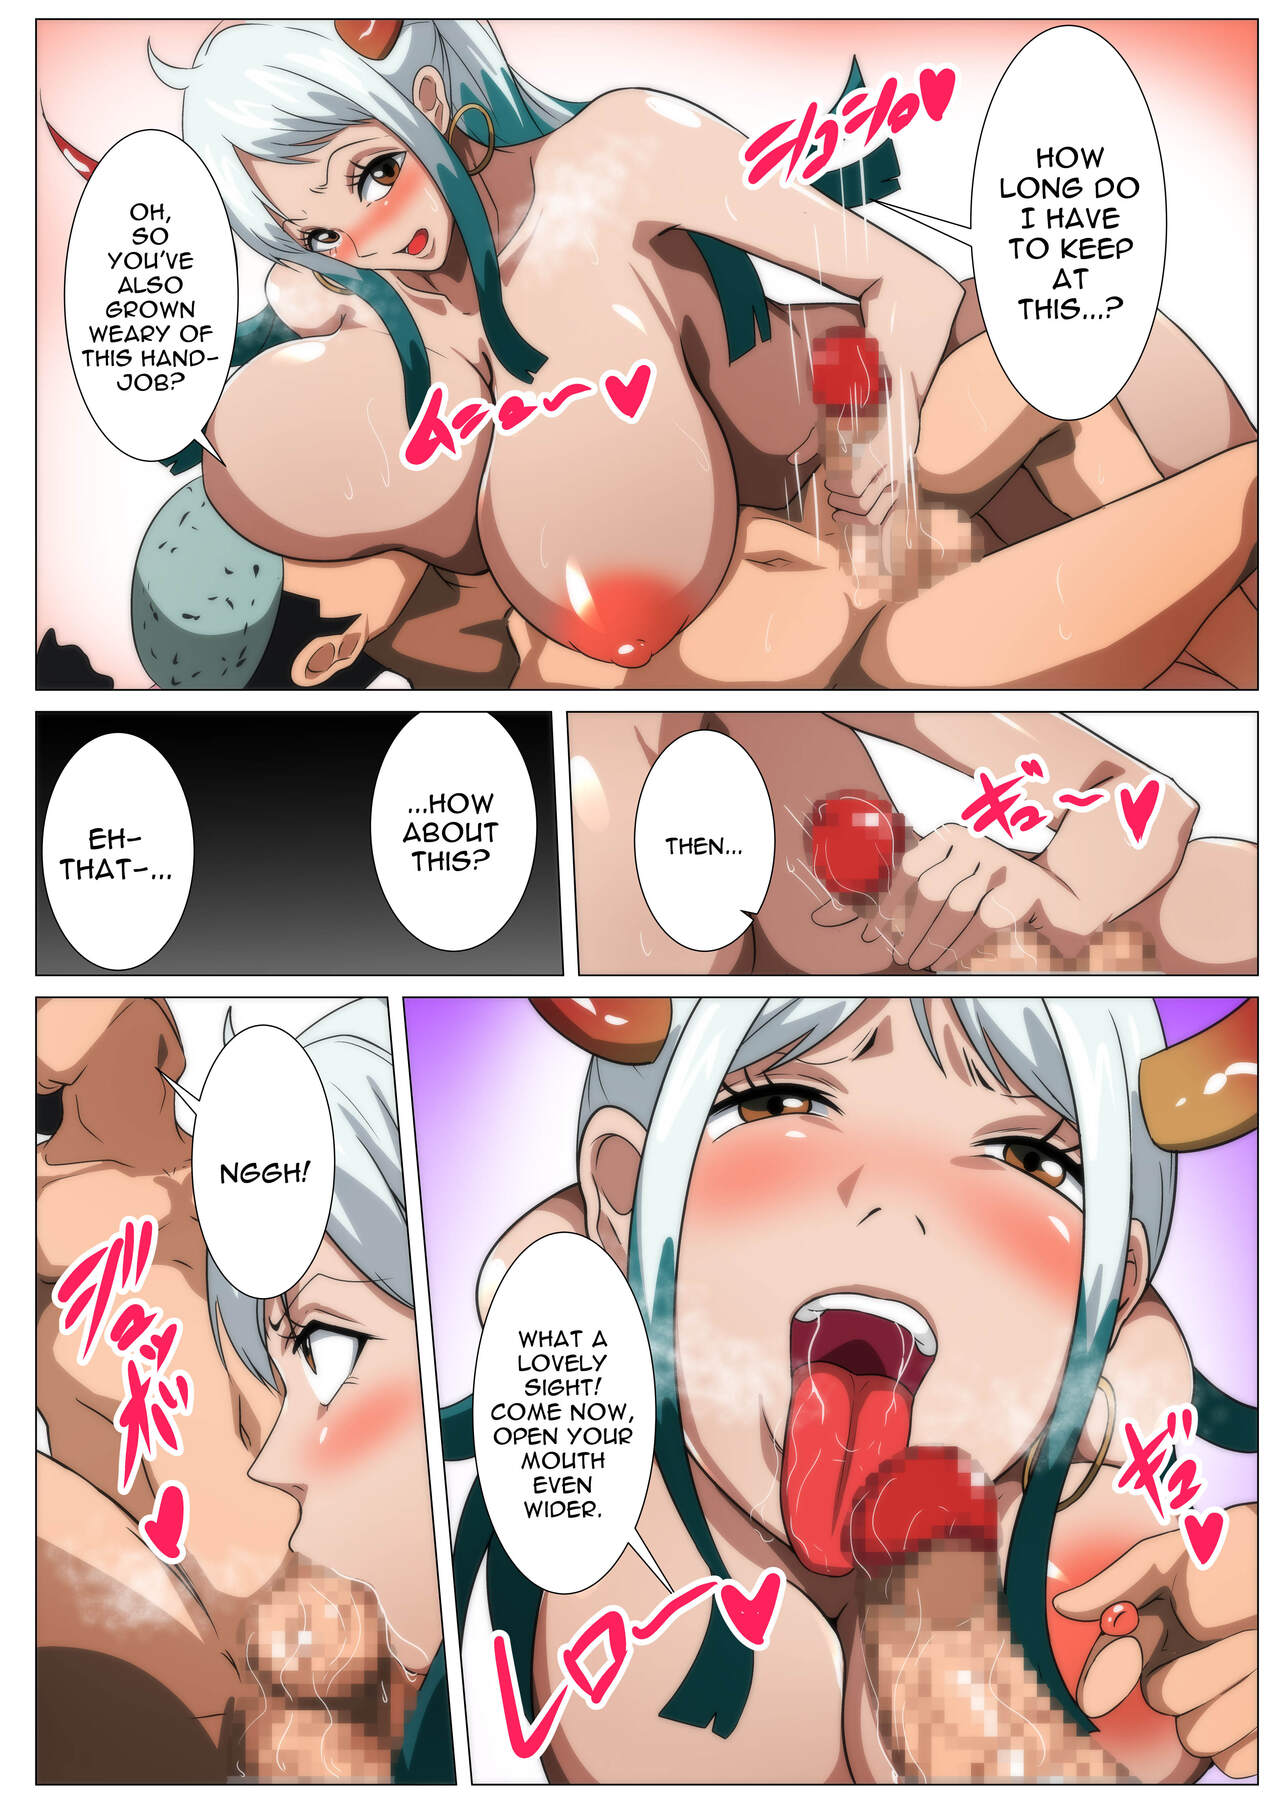 HOW
LONG DO
I HAVE
TO KEEP
AT
THIS...?
OH,
SO
YOU'VE
ALSO
GROWN
WEARY OF
THIS HAND-
JOB?
THEN...
ギュ～♥
...HOW
ABOUT
THIS?
EH-
THAT-...
WHAT A
LOVELY
SIGHT!
COME NOW,
OPEN YOUR
MOUTH
EVEN
WIDER.
ギュ♥
レロ～♥
NGGH!